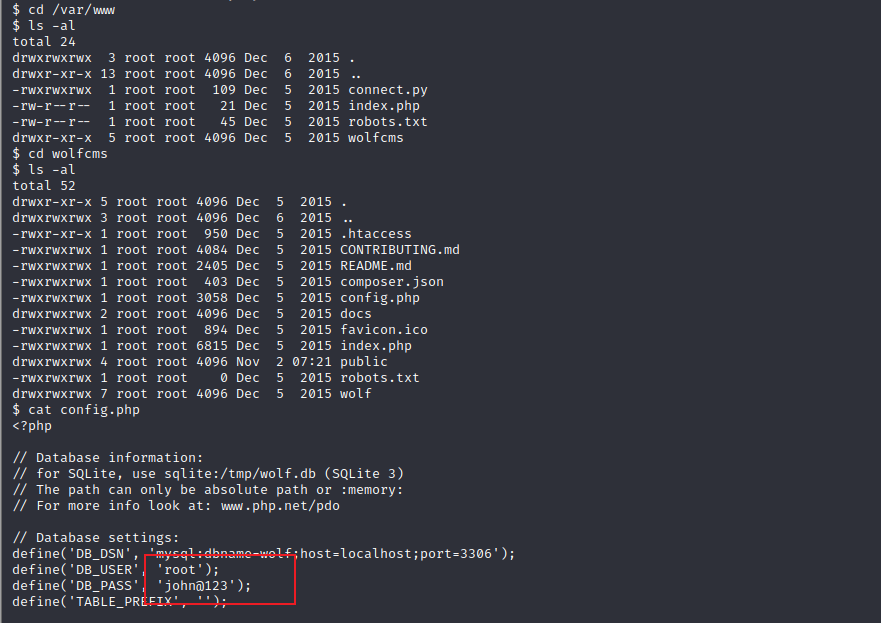 $ cd /var/www
$ ls -al
total 24
drwxrwxrwx  3 root root 4096 Dec  6  2015 .
drwxr-xr-x 13 root root 4096 Dec  6  2015 ..
-rwxrwxrwx  1 root root  109 Dec  5  2015 connect.py
-rw-r--r--  1 root root   21 Dec  5  2015 index.php
-rw-r--r--  1 root root   45 Dec  5  2015 robots.txt
drwxr-xr-x  5 root root 4096 Dec  5  2015 wolfcms
$ cd wolfcms
$ ls -al
total 52
drwxr-xr-x 5 root root 4096 Dec  5  2015 .
drwxrwxrwx 3 root root 4096 Dec  6  2015 ..
-rwxr-xr-x 1 root root  950 Dec  5  2015 .htaccess
-rwxrwxrwx 1 root root 4084 Dec  5  2015 CONTRIBUTING.md
-rwxrwxrwx 1 root root 2405 Dec  5  2015 README.md
-rwxrwxrwx 1 root root  403 Dec  5  2015 composer.json
-rwxrwxrwx 1 root root 3058 Dec  5  2015 config.php
drwxrwxrwx 2 root root 4096 Dec  5  2015 docs
-rwxrwxrwx 1 root root  894 Dec  5  2015 favicon.ico
-rwxrwxrwx 1 root root 6815 Dec  5  2015 index.php
drwxrwxrwx 4 root root 4096 Nov  2 07:21 public
-rwxrwxrwx 1 root root    0 Dec  5  2015 robots.txt
drwxrwxrwx 7 root root 4096 Dec  5  2015 wolf
$ cat config.php
<?php

// Database information:
// for SQLite, use sqlite:/tmp/wolf.db (SQLite 3)
// The path can only be absolute path or :memory:
// For more info look at: www.php.net/pdo

// Database settings:
define('DB_DSN', 'mysql:dbname=wolf;host=localhost;port=3306');
define('DB_USER', 'root');
define('DB_PASS', 'john@123');
define('TABLE_PREFIX', '');